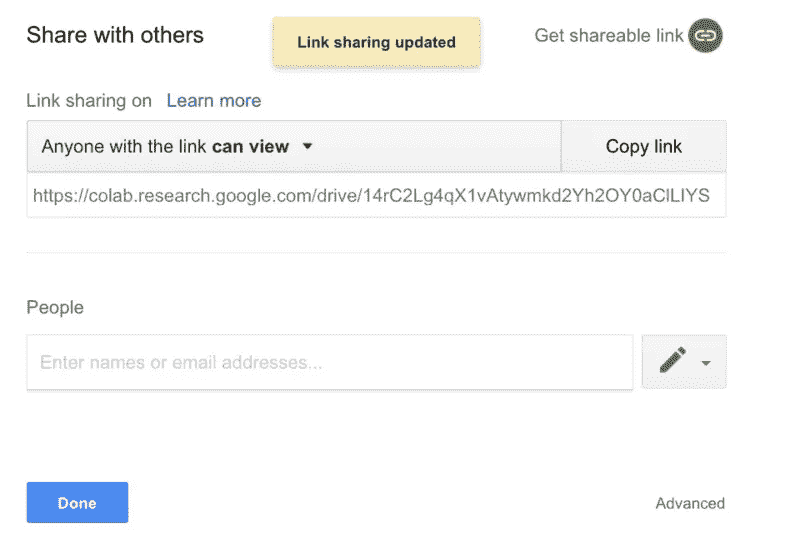 Share with others
Link sharing updated
Get shareable link
Link sharing on Learn more
Anyone with the link can view
Copy link
https://colab.research.google.com/drive/14rC2Lg4qX1vAtywmkd2Yh2OY0aClLIYS
People
Enter names or email addresses...
Done
Advanced